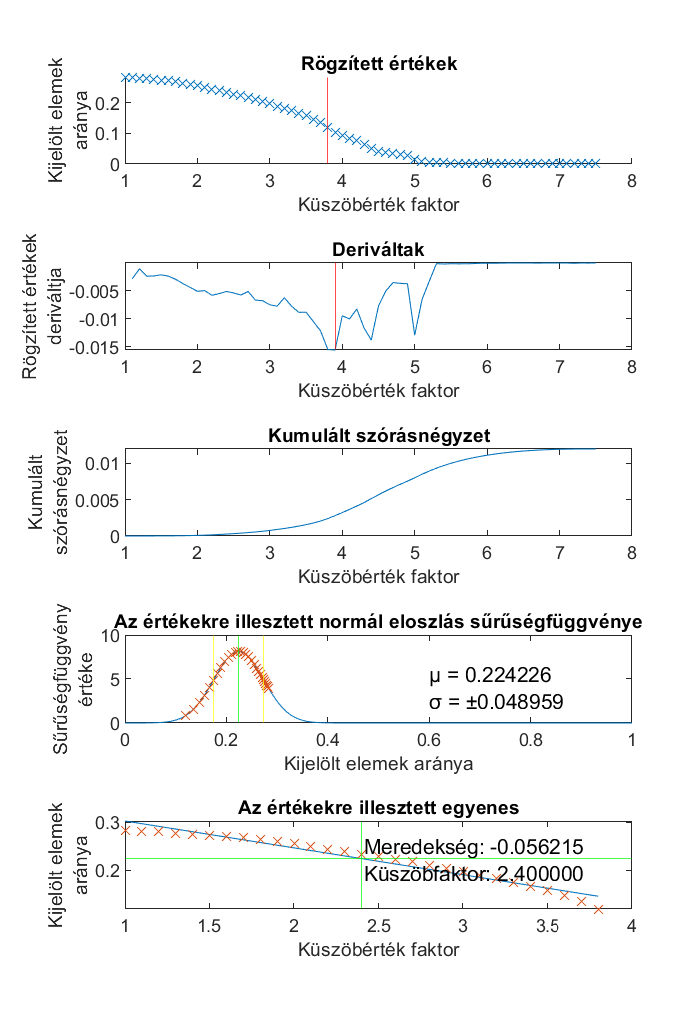 Rögzített értékek
Kijelölt elemek
aránya
0.2
0.1
0
1 2 3 4 5 6 7 8
Küszöbérték faktor
Deriváltak
Rögzített értékek
deriváltja
-0.005
-0.01
-0.015
1 2 3 4 5 6 7 8
Küszöbérték faktor
Kumulált szórásnégyzet
Kumulált
szórásnégyzet
0.01
0.005
0
1 2 3 4 5 6 7 8
Küszöbérték faktor
Az értékekre illesztett normál eloszlás sűrűségfüggvénye
Sűrűségfüggvény
értéke
10
5
0
μ = 0.224226
σ = ±0.048959
0 0.2 0.4 0.6 0.8 1
Kijelölt elemek aránya
Az értékekre illesztett egyenes
Kijelölt elemek
aránya
0.3
0.2
Meredekség: -0.056215
Küszöbfaktor: 2.400000
1 1.5 2 2.5 3 3.5 4
Küszöbérték faktor